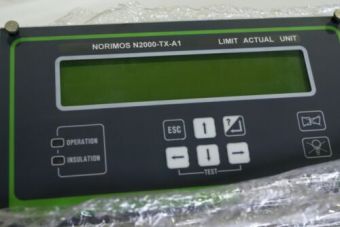 NORIMOS N2000-TX-A1 LIMIT ACTUAL UNIT
ESC
?
OPERATION
INSULATION
TEST